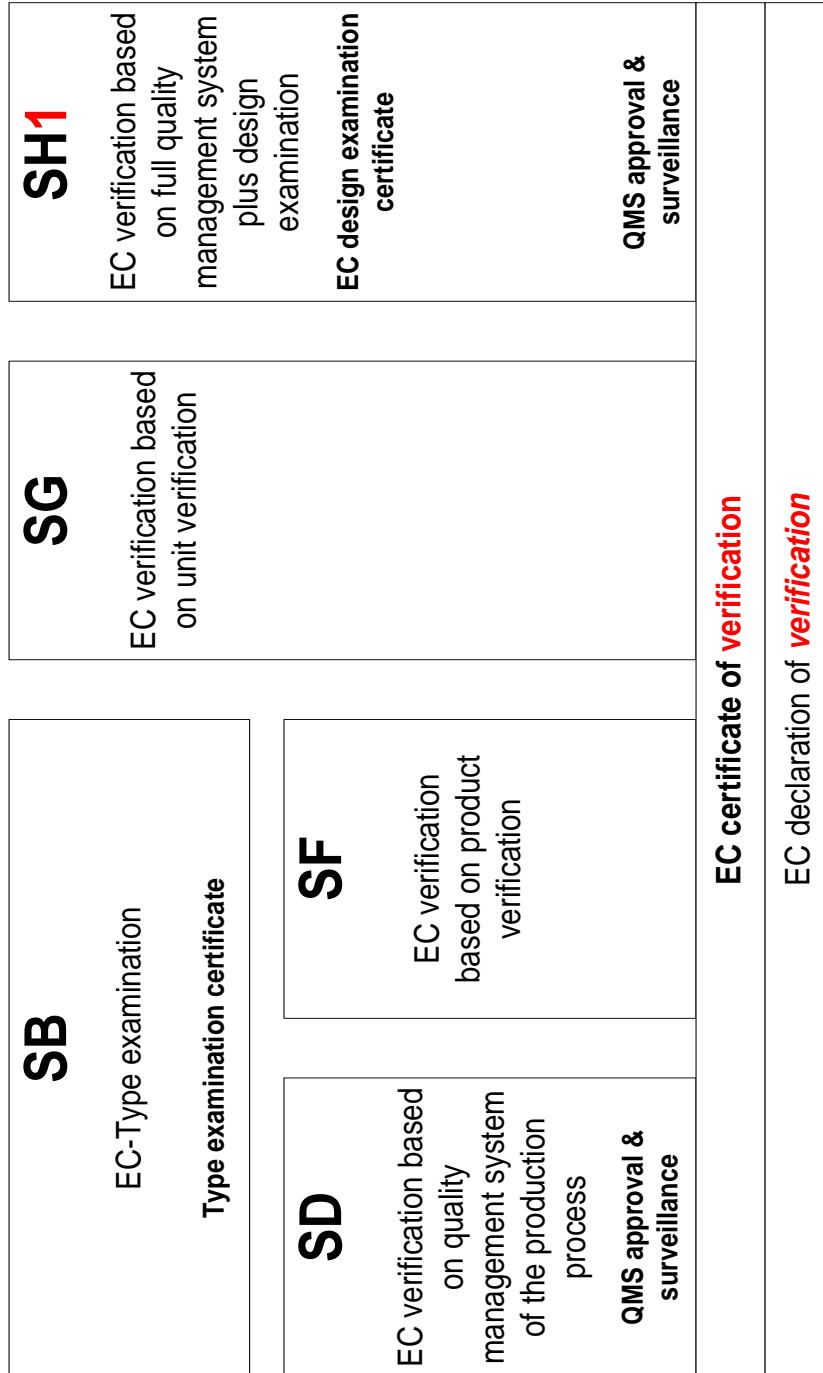 SB
EC-Type examination
Type examination certificate
SD
EC verification based
on quality
management system
of the production
process
QMS approval &
surveillance
SF
EC verification
based on product
verification
SG
EC verification based
on unit verification
SH1
EC verification based
on full quality
management system
plus design
examination
EC design examination
certificate
QMS approval &
surveillance
EC certificate of verification
EC declaration of verification